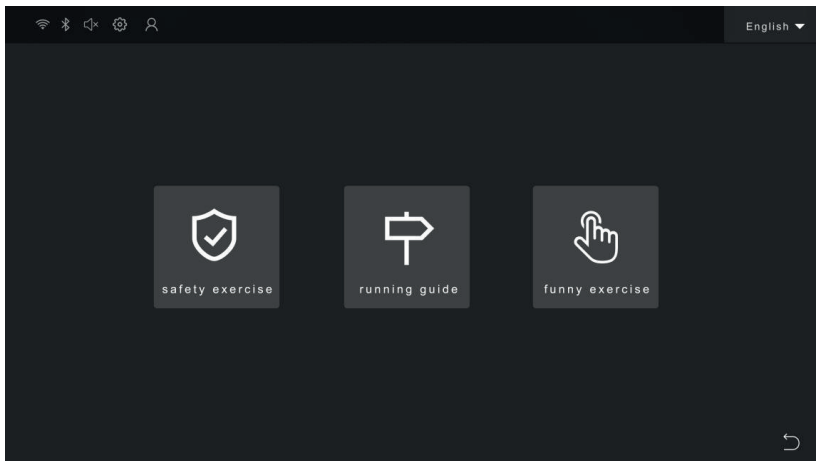 English
safety exercise
running guide
funny exercise